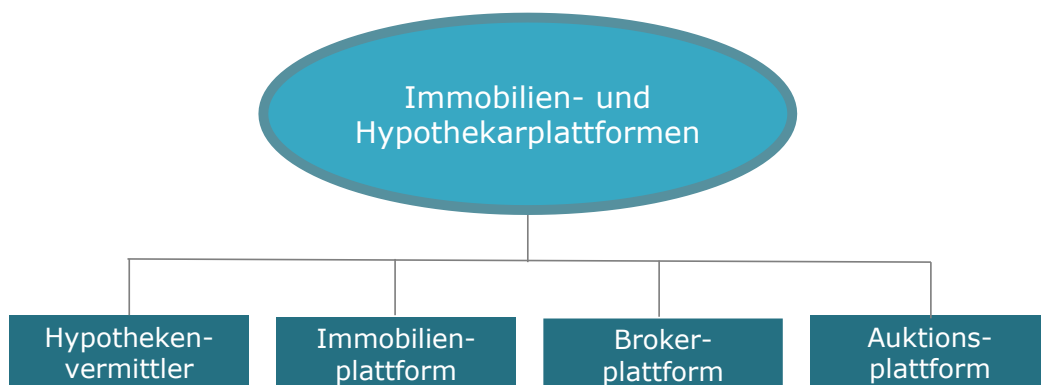 Immobilien- und
Hypothekarplattformen
Hypotheken-
vermittler
Immobilien-
plattform
Broker-
plattform
Auktions-
plattform